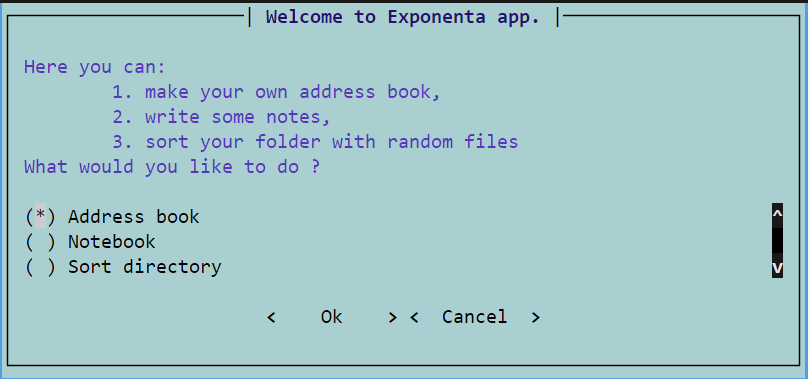 | Welcome to Exponenta app. |
Here you can:
1. make your own address book,
2. write some notes,
3. sort your folder with random files
What would you like to do ?
(*) Address book
^
( ) Notebook
( ) Sort directory
v
< Ok > < Cancel >